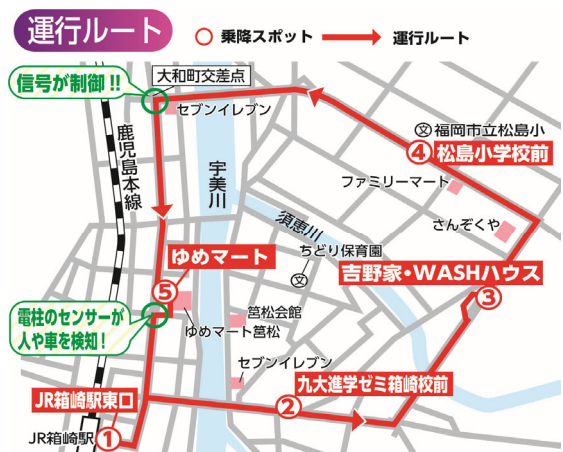 運行ルート
乗降スポット
運行ルート
信号が制御!!
大和町交差点
セブンイレブン
鹿児島本線
宇美川
須恵川
福岡市立松島小
文
④
松島小学校前
ファミリーマート
さんぞくや
ちどり保育園
文
ゆめマート
⑤
吉野家・WASHハウス
③
電柱のセンサーが
人や車を検知!
筥松会館
ゆめマート筥松
セブンイレブン
九大進学ゼミ箱崎校前
②
JR箱崎駅東口
JR箱崎駅
①